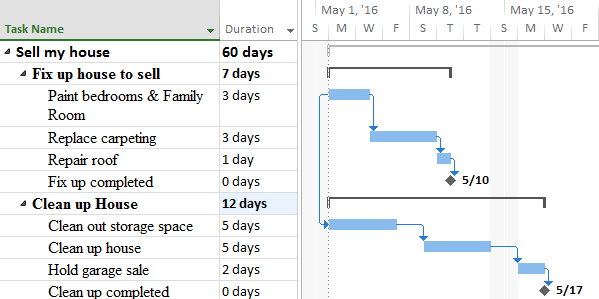 May 1, '16 May 8, '16 May 15, '16
Task Name Duration S M W F S T T S M W F
Sell my house 60 days
Fix up house to sell 7 days
Paint bedrooms & Family 3 days
Room
Replace carpeting 3 days
Repair roof 1 day
Fix up completed 0 days 5/10
Clean up House 12 days
Clean out storage space 5 days
Clean up house 5 days
Hold garage sale 2 days
Clean up completed 0 days 5/17